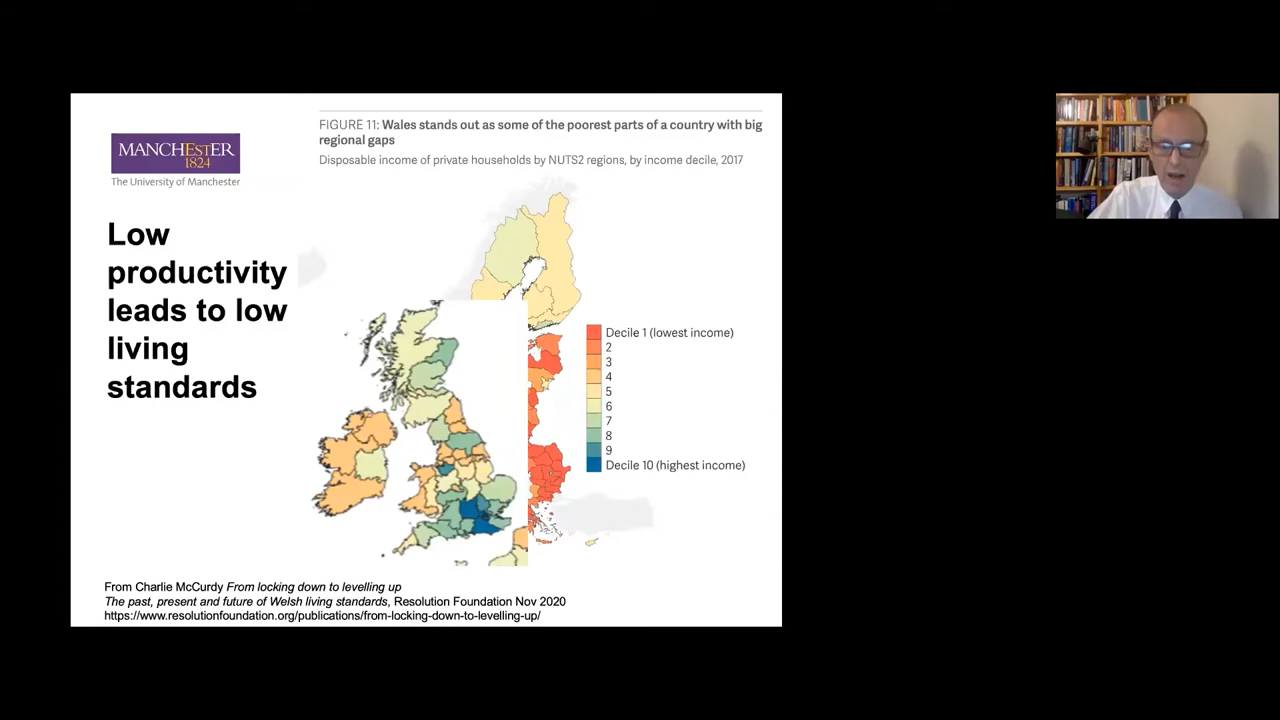 MANCHESTER
1824
The University of Manchester
Low
productivity
leads to low
living
standards
FIGURE 11: Wales stands out as some of the poorest parts of a country with big
regional gaps
Disposable income of private households by NUTS2 regions, by income decile, 2017
Decile 1 (lowest income)
2
3
4
5
6
7
8
9
Decile 10 (highest income)
From Charlie McCurdy From locking down to levelling up
The past, present and future of Welsh living standards, Resolution Foundation Nov 2020
https://www.resolutionfoundation.org/publications/from-locking-down-to-levelling-up/